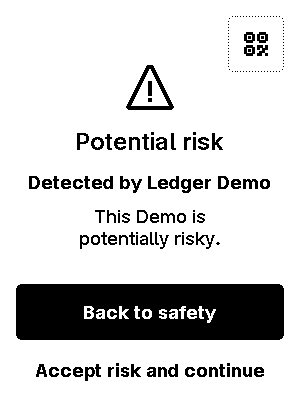 Potential risk
Detected by Ledger Demo
This Demo is
potentially risky.
Back to safety
Accept risk and continue